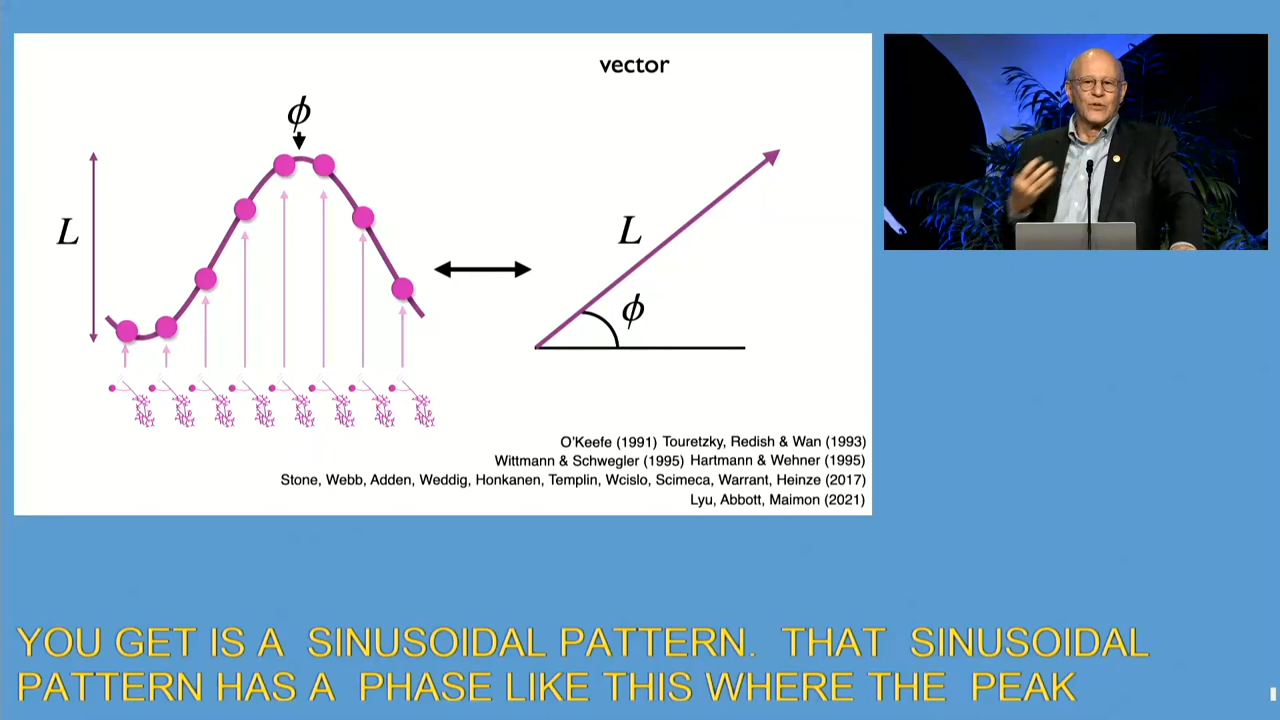 vector
ϕ
L
L
ϕ
O'Keefe (1991) Touretzky, Redish & Wan (1993)
Wittmann & Schwegler (1995) Hartmann & Wehner (1995)
Stone, Webb, Adden, Weddig, Honkanen, Templin, Wcislo, Scimeca, Warrant, Heinze (2017)
Lyu, Abbott, Maimon (2021)
YOU GET IS A SINUSOIDAL PATTERN. THAT SINUSOIDAL
PATTERN HAS A PHASE LIKE THIS WHERE THE PEAK